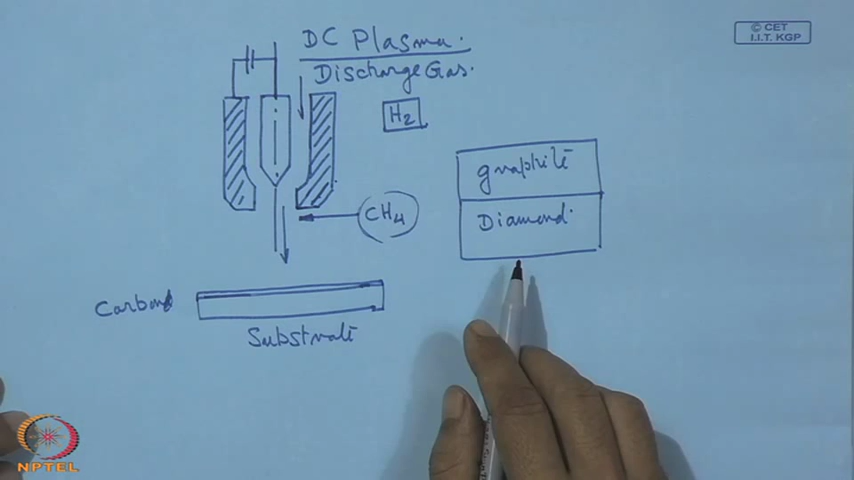 © CET
I.I.T. KGP
DC Plasma.
Discharge Gas.
H2
graphite
Diamond
CH4
Carbon
Substrate
NPTEL